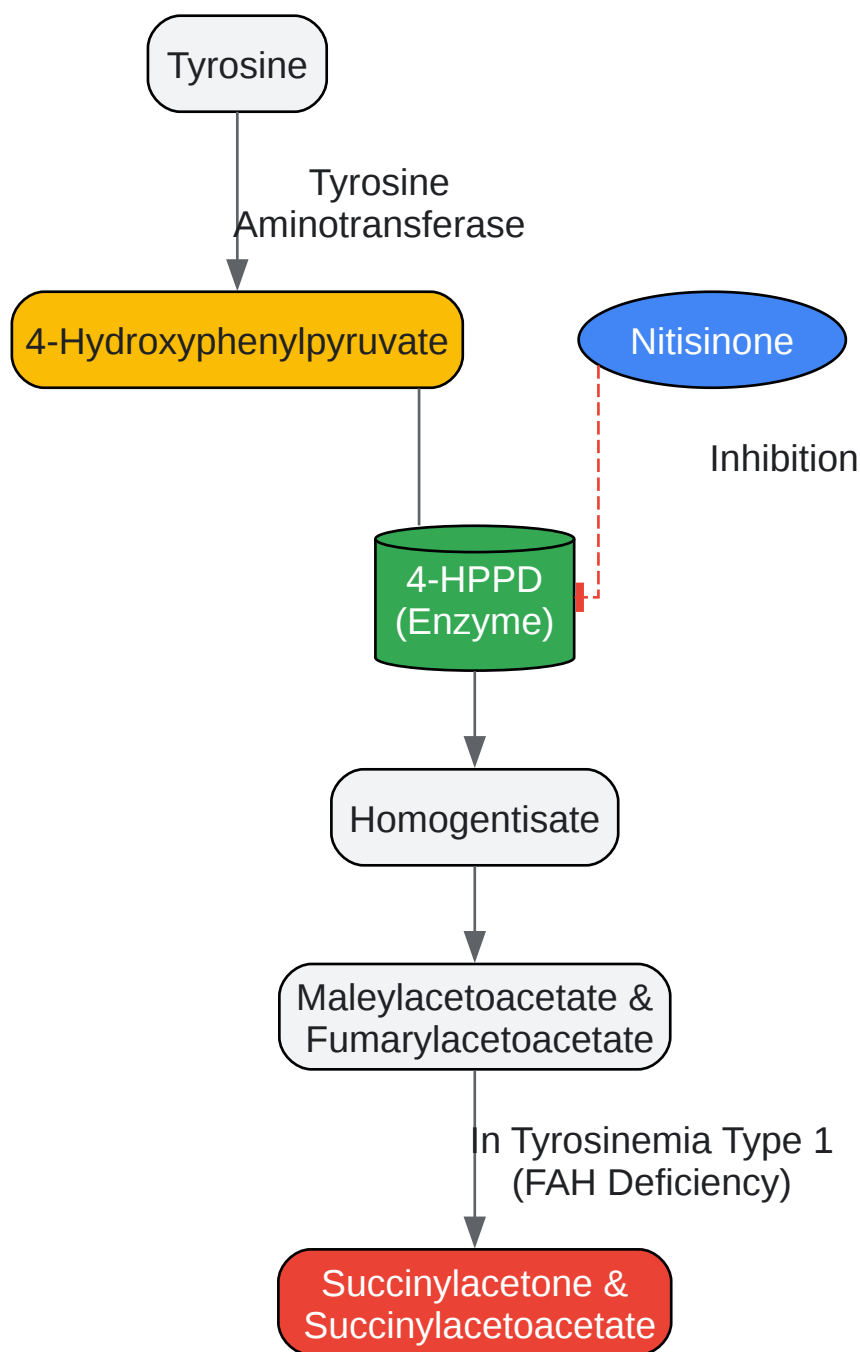 Tyrosine
Tyrosine
Aminotransferase
4-Hydroxyphenylpyruvate
Nitisinone
Inhibition
4-HPPD
(Enzyme)
Homogentisate
Maleylacetoacetate &
Fumarylacetoacetate
In Tyrosinemia Type 1
(FAH Deficiency)
Succinylacetone &
Succinylacetoacetate